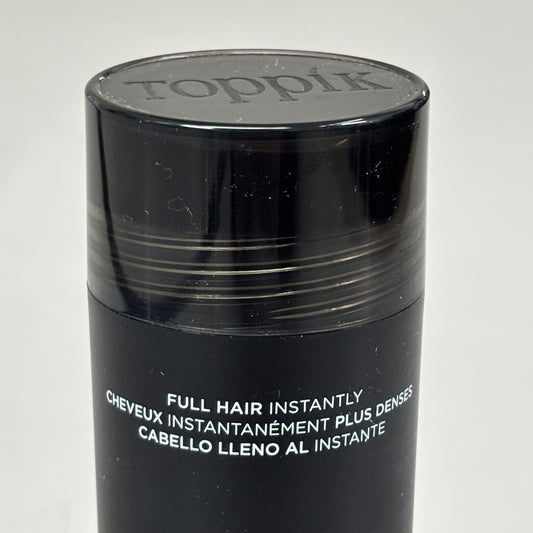 Toppik
FULL HAIR INSTANTLY
CHEVEUX INSTANTANÉMENT PLUS DENSES
CABELLO LLENO AL INSTANTE